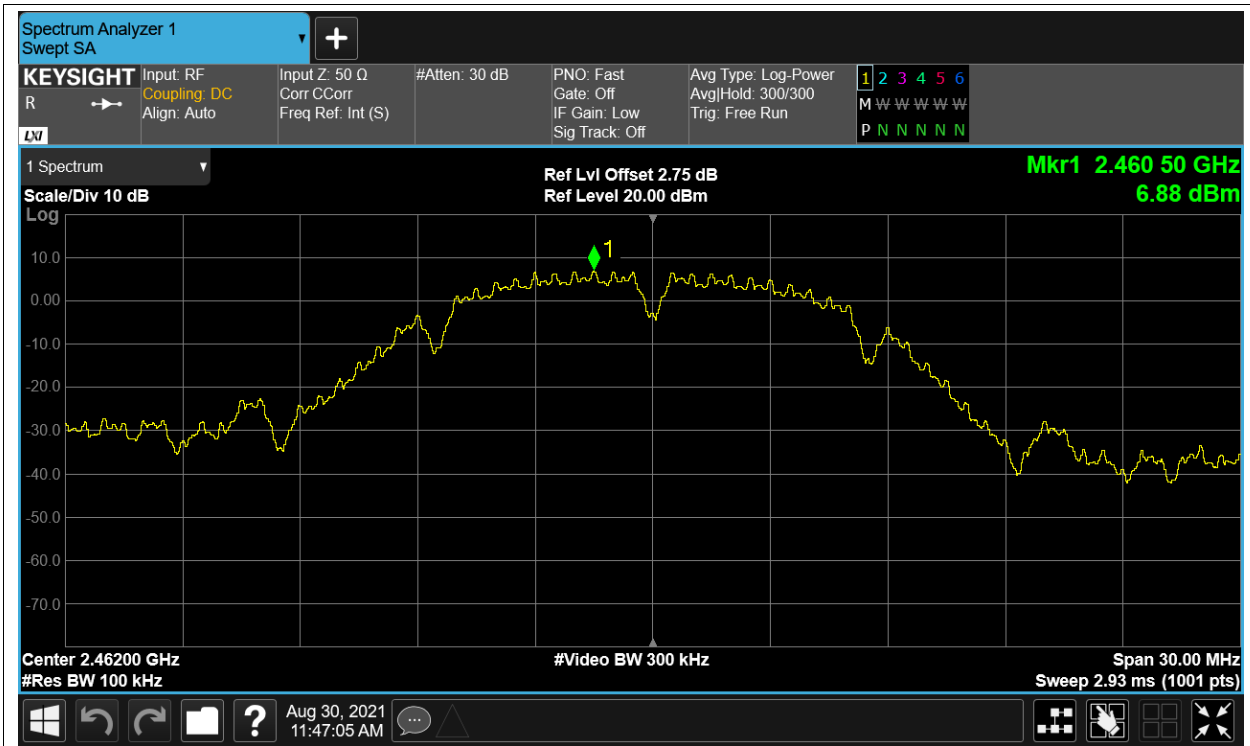 Spectrum Analyzer 1
Swept SA
KEYSIGHT
R
LXI
Input: RF
Coupling: DC
Align: Auto
Input Z: 50 Ω
Corr CCorr
Freq Ref: Int (S)
#Atten: 30 dB
PNO: Fast
Gate: Off
IF Gain: Low
Sig Track: Off
Avg Type: Log-Power
Avg|Hold: 300/300
Trig: Free Run
1 2 3 4 5 6
M W W W W W W
P N N N N N
1 Spectrum
Scale/Div 10 dB
Ref Lvl Offset 2.75 dB
Ref Level 20.00 dBm
Mkr1 2.460 50 GHz
6.88 dBm
Log
1
10.0
0.00
-10.0
-20.0
-30.0
-40.0
-50.0
-60.0
-70.0
Center 2.46200 GHz
#Res BW 100 kHz
#Video BW 300 kHz
Span 30.00 MHz
Sweep 2.93 ms (1001 pts)
?
Aug 30, 2021
11:47:05 AM